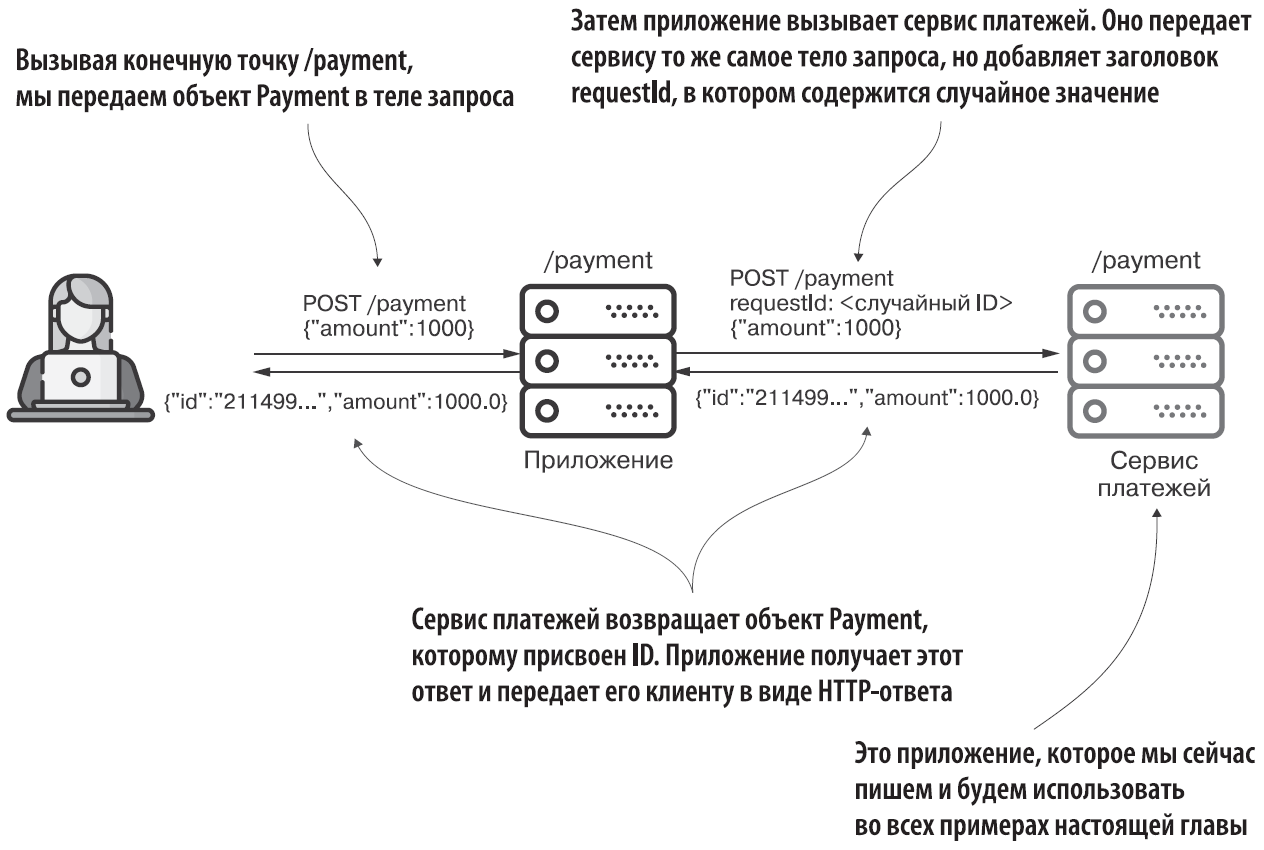 Вызывая конечную точку /payment,
мы передаем объект Payment в теле запроса
Затем приложение вызывает сервис платежей. Оно передает
сервису то же самое тело запроса, но добавляет заголовок
requestId, в котором содержится случайное значение
POST /payment
{"amount":1000}
{"id":"211499...","amount":1000.0}
/payment
Приложение
POST /payment
requestId: <случайный ID>
{"amount":1000}
{"id":"211499...","amount":1000.0}
/payment
Сервис
платежей
Сервис платежей возвращает объект Payment,
которому присвоен ID. Приложение получает этот
ответ и передает его клиенту в виде HTTP-ответа
Это приложение, которое мы сейчас
пишем и будем использовать
во всех примерах настоящей главы